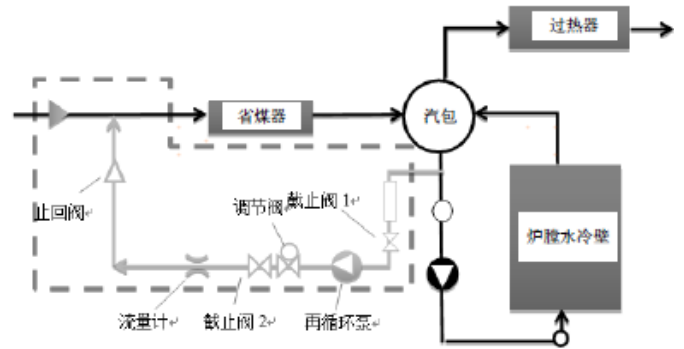 过热器
省煤器
汽包
止回阀
调节阀
截止阀 1
炉膛水冷壁
流量计
截止阀 2
再循环泵